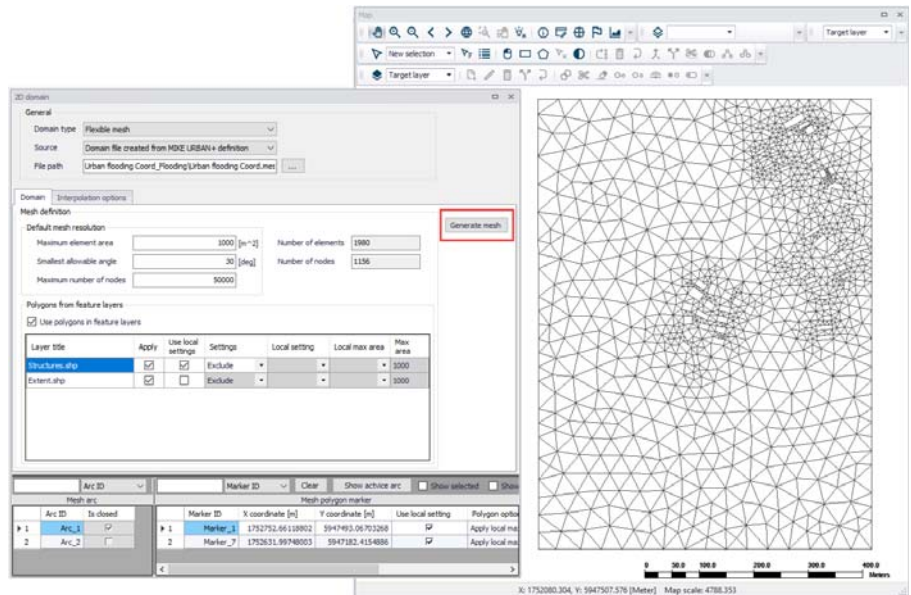 Map
New selection
Target layer
Target layer
2D domain
General
Domain type Flexible mesh
Source Domain file created from MIKE URBAN+ definition
File path Urban flooding Coord_Flooding\Urban flooding Coord.mes ...
Domain Interpolation options
Mesh definition
Generate mesh
Default mesh resolution
Maximum element area 1000 [m^2] Number of elements 1980
Smallest allowable angle 30 [deg] Number of nodes 1156
Maximum number of nodes 50000
Polygons from feature layers
Use polygons in feature layers
Layer title Apply Use local settings Settings Local setting Local max area Max area
Structures.shp Exclude 1000
Extent.shp Exclude 1000
Arc ID Marker ID Clear Show actvice arc Show selected Show
Mesh arc Mesh polygon marker
Arc ID Is closed Marker ID X coordinate [m] Y coordinate [m] Use local setting Polygon optio
1 Arc_1 1 Marker_1 1752752.66118802 5947493.06703268 Apply local ma
2 Arc_2 2 Marker_7 1752631.99748003 5947182.4154886 Apply local ma
0 50.0 100.0 200.0 300.0 400.0
Meters
X: 1752080.304, Y: 5947507.576 [Meter] Map scale: 4788.353